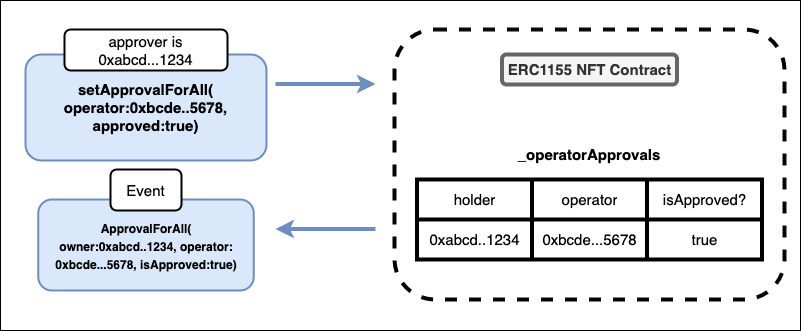 approver is
0xabcd...1234
setApprovalForAll(
operator:0xbcde..5678,
approved:true)
Event
ApprovalForAll(
owner:0xabcd..1234, operator:
0xbcde...5678, isApproved:true)
ERC1155 NFT Contract
_operatorApprovals
holder operator isApproved?
0xabcd..1234 0xbcde...5678 true